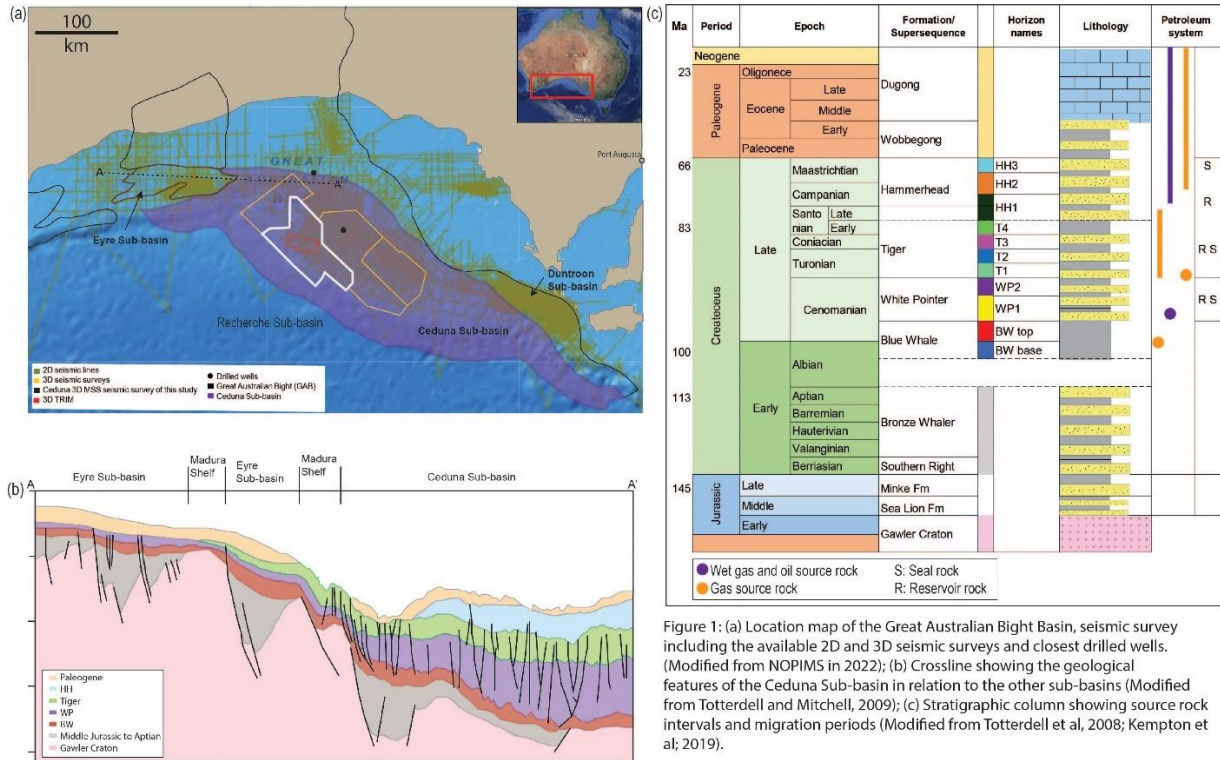 (a)
100
km
A
A'
GREAT
Port Augusta
Eyre Sub-basin
Duntroon
Sub-basin
Recherche Sub-basin
Ceduna Sub-basin
2D seismic lines
3D seismic surveys
Ceduna 3D MSS seismic survey of this study
3D TRIM
Drilled wells
Great Australian Bight (GAB)
Ceduna Sub-basin
(b)
Eyre Sub-basin
Madura
Shelf
Eyre
Sub-basin
Madura
Shelf
Ceduna Sub-basin
A
A'
Paleogene
HH
Tiger
WP
BW
Middle Jurassic to Aptian
Gawler Craton
(c)
Ma Period Epoch Formation/ Supersequence Horizon names Lithology Petroleum system
Neogene
23
Paleogene
Oligonece
Eocene
Late
Middle
Early
Paleocene
Dugong
Wobbegong
66
Createceous
Late
Maastrichtian
Campanian
Santo
nian
Late
Early
Hammerhead
HH3
HH2
HH1
S
R
83
Coniacian
Turonian
Tiger
T4
T3
T2
T1
R S
Cenomanian
White Pointer
WP2
WP1
R S
Blue Whale
BW top
BW base
100
Early
Albian
113
Aptian
Barremian
Hauterivian
Valanginian
Berriasian
Bronze Whaler
Southern Right
145
Jurassic
Late
Middle
Early
Minke Fm
Sea Lion Fm
Gawler Craton
Wet gas and oil source rock
Gas source rock
S: Seal rock
R: Reservoir rock
Figure 1: (a) Location map of the Great Australian Bight Basin, seismic survey
including the available 2D and 3D seismic surveys and closest drilled wells.
(Modified from NOPIMS in 2022); (b) Crossline showing the geological
features of the Ceduna Sub-basin in relation to the other sub-basins (Modified
from Totterdell and Mitchell, 2009); (c) Stratigraphic column showing source rock
intervals and migration periods (Modified from Totterdell et al, 2008; Kempton et
al; 2019).